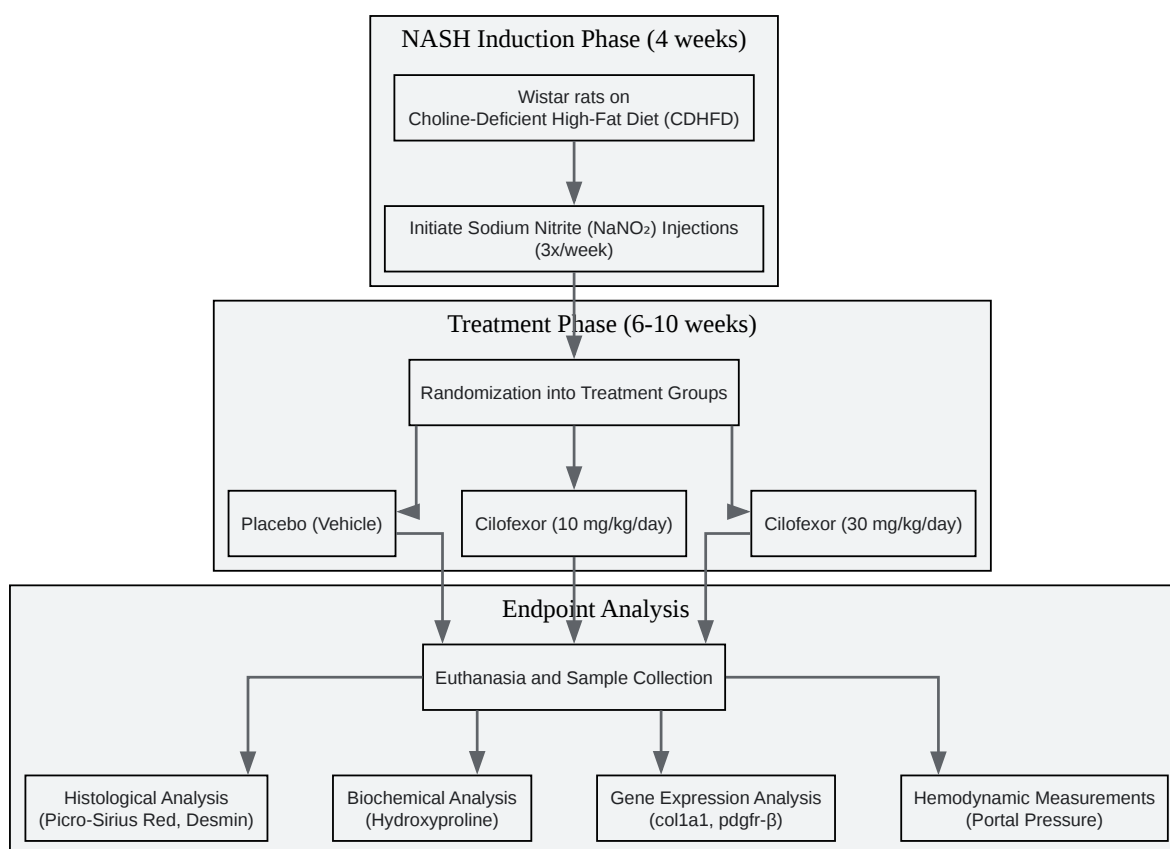 NASH Induction Phase (4 weeks)
Wistar rats on
Choline-Deficient High-Fat Diet (CDHFD)
Initiate Sodium Nitrite (NaNO₂) Injections
(3x/week)
Treatment Phase (6-10 weeks)
Randomization into Treatment Groups
Placebo (Vehicle)
Cilofexor (10 mg/kg/day)
Cilofexor (30 mg/kg/day)
Endpoint Analysis
Euthanasia and Sample Collection
Histological Analysis
(Picro-Sirius Red, Desmin)
Biochemical Analysis
(Hydroxyproline)
Gene Expression Analysis
(col1a1, pdgfr-β)
Hemodynamic Measurements
(Portal Pressure)